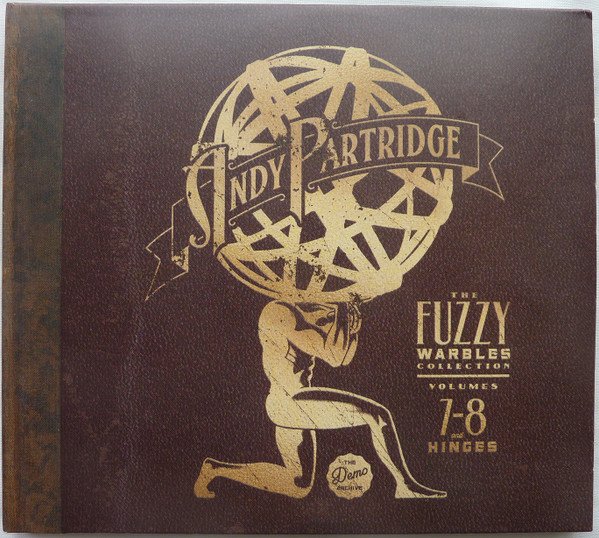 ANDY PARTRIDGE
THE
FUZZY
WARBLES
COLLECTION
VOLUMES
7-8
and
HINGES
THE
Demo
ARCHIVE